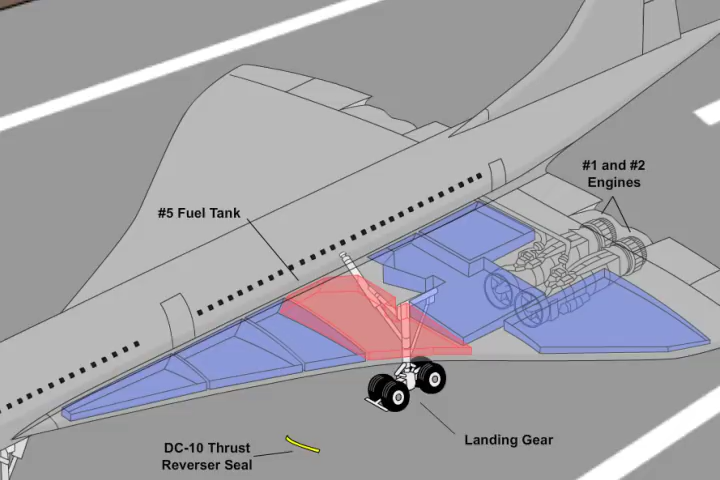 #1 and #2
Engines
#5 Fuel Tank
Landing Gear
DC-10 Thrust
Reverser Seal